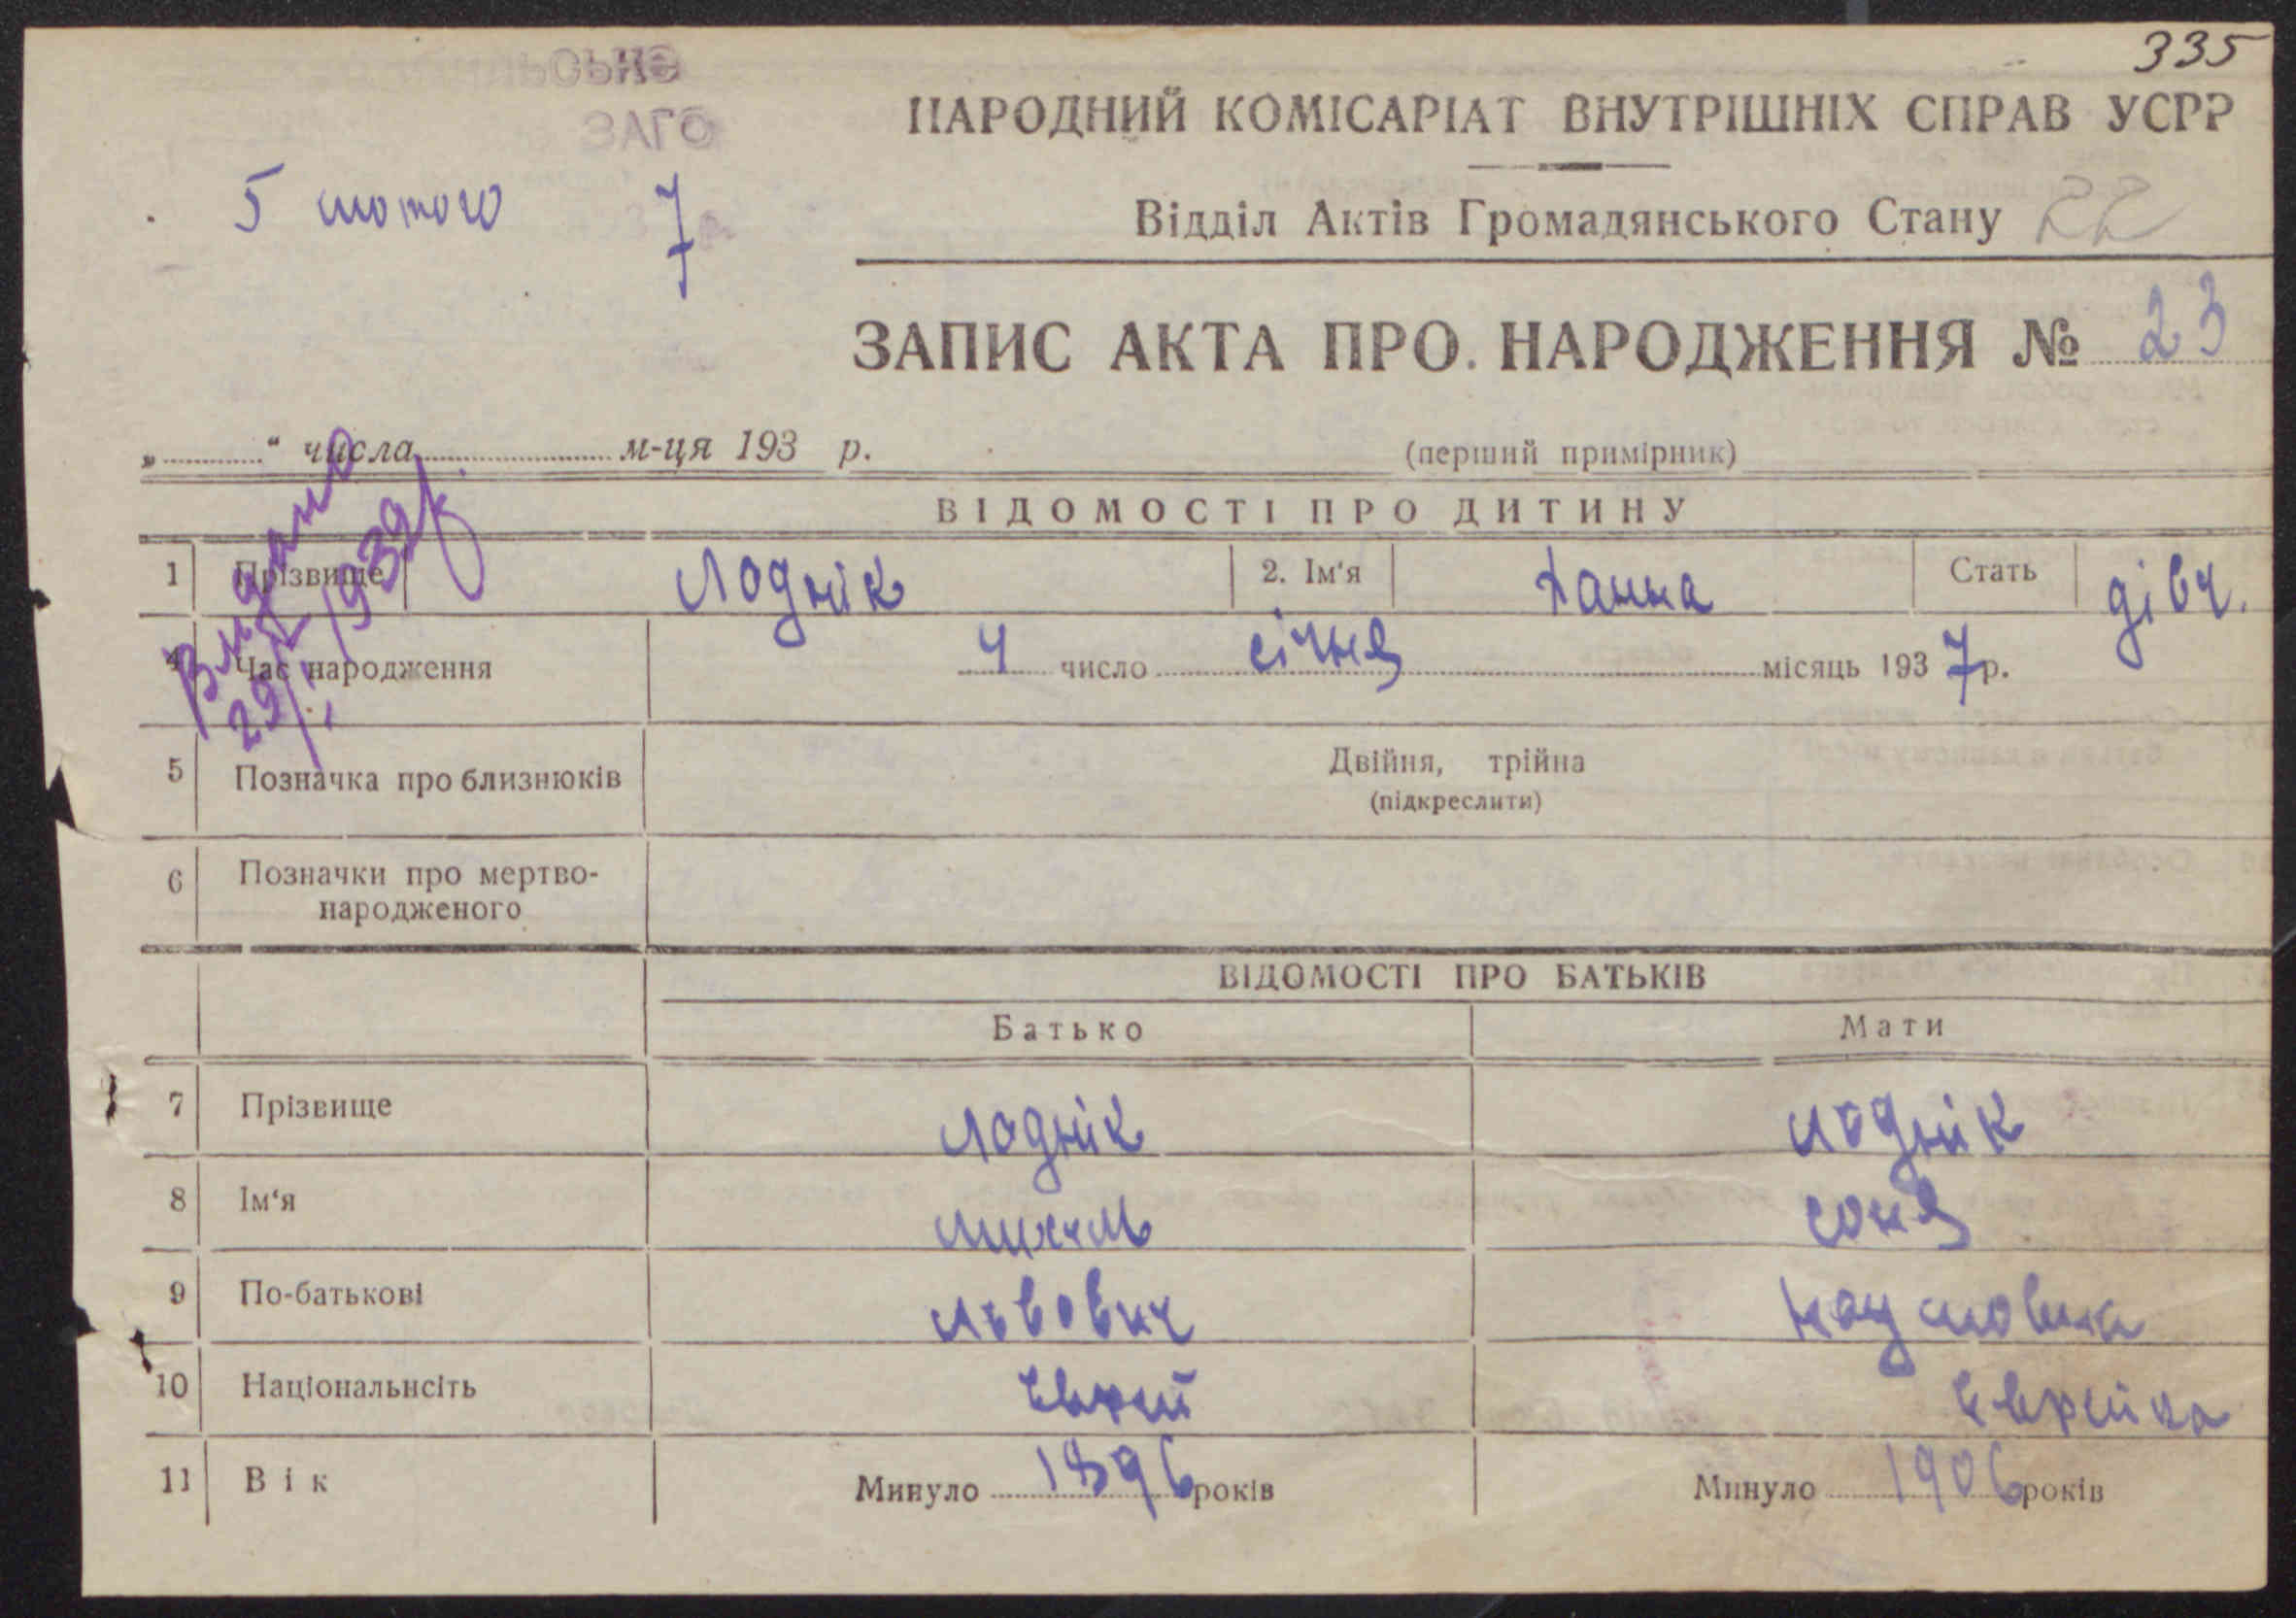 335
НАРОДНИЙ КОМІСАРІАТ ВНУТРІШНІХ СПРАВ УСРР
ЗАГС
5 лютого 7
Відділ Актів Громадянського Стану
ЗАПИС АКТА ПРО НАРОДЖЕННЯ № 23
„ “ числа м-ця 193 р.
(перший примірник)
ВІДОМОСТІ ПРО ДИТИНУ
1 Прізвище Лоднік 2. Ім‘я Ханна Стать дівч.
4 Час народження 4 число січня місяць 1937 р.
5 Позначка про близнюків Двійня, трійна
(підкреслити)
6 Позначки про мертво-
народженого
ВІДОМОСТІ ПРО БАТЬКІВ
Батько Мати
7 Прізвище Лоднік Лоднік
8 Ім‘я соня
9 По-батькові Львович Наумовна
10 Національнсіть Еврей Еврейка
11 Вік Минуло 1896 років Минуло 1906 років